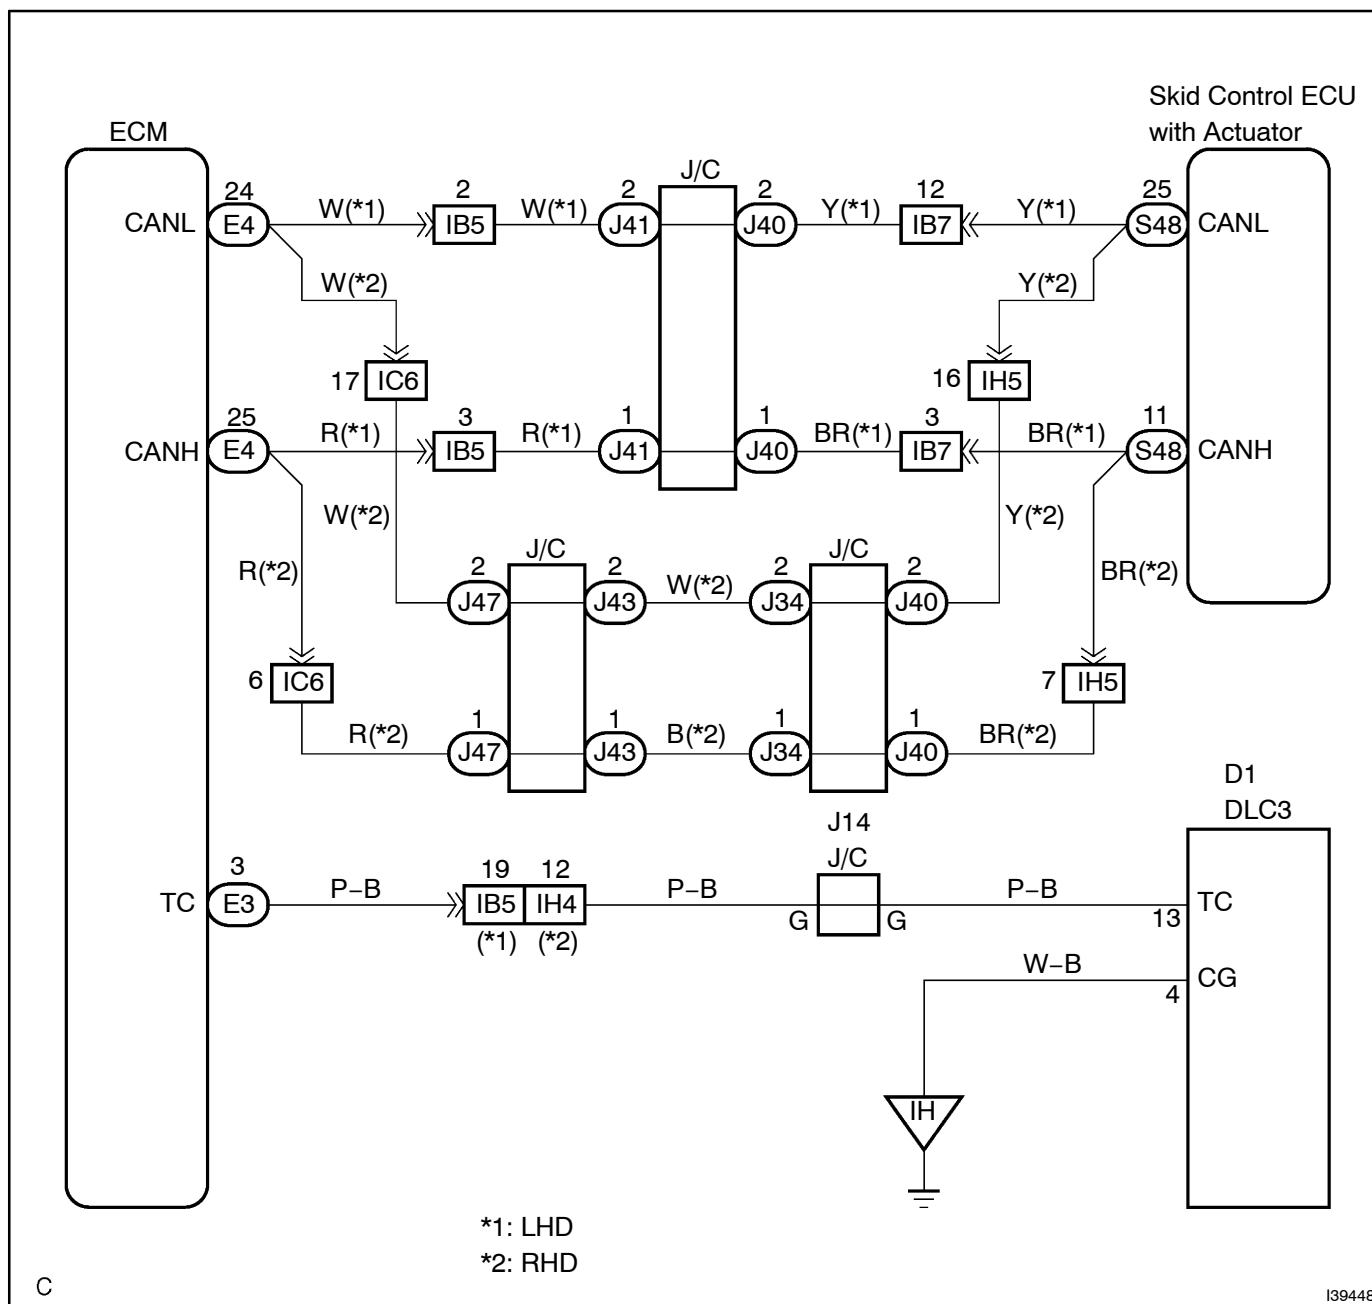 Skid Control ECU
with Actuator
ECM
J/C
24 2 2 2 12 25
W(*1) W(*1) Y(*1) Y(*1)
CANL E4 IB5 J41 J40 IB7 S48 CANL
W(*2) Y(*2)
17 IC6 16 IH5
25 3 1 1 3 11
R(*1) R(*1) BR(*1) BR(*1)
CANH E4 IB5 J41 J40 IB7 S48 CANH
W(*2) Y(*2)
J/C J/C
R(*2) 2 2 W(*2) 2 2 BR(*2)
J47 J43 J34 J40
6 IC6 7 IH5
1 1 1 1
R(*2) B(*2) BR(*2)
J47 J43 J34 J40
D1
DLC3
J14
J/C
3 19 12
P-B P-B P-B
TC E3 IB5 IH4 G G 13 TC
(*1) (*2)
W-B
4 CG
IH
*1: LHD
*2: RHD
C
I39448